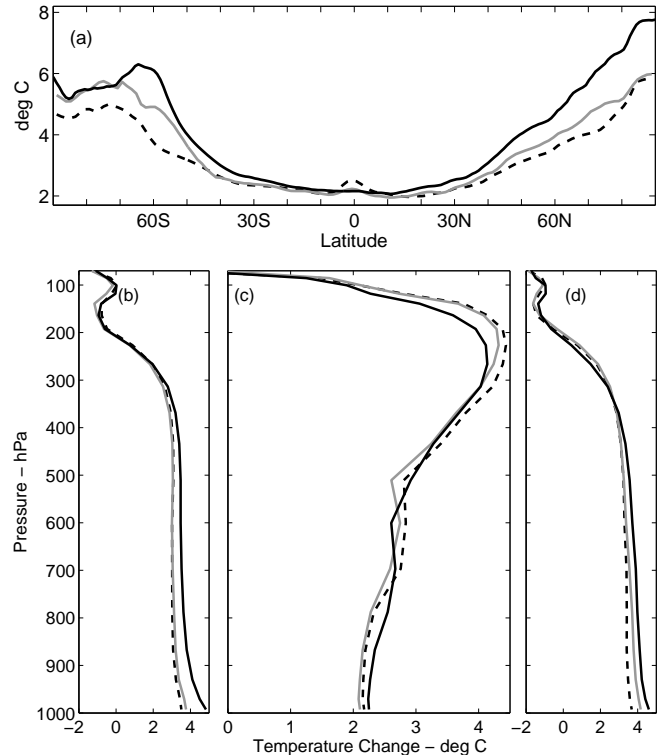 8
(a)
6
deg C
4
2
60S 30S 0 30N 60N
Latitude
100 (b) (c) (d)
200
300
400
Pressure – hPa
500
600
700
800
900
1000
−2 0 2 4 0 1 2 3 4 −2 0 2 4
Temperature Change – deg C